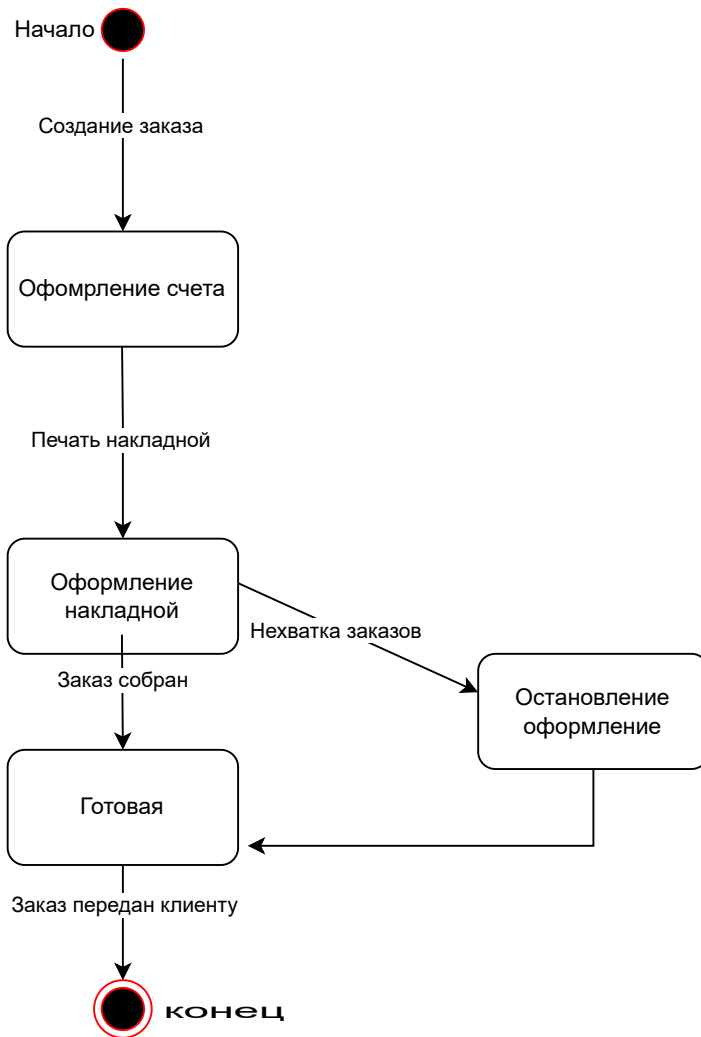 Начало
Создание заказа
Офомрление счета
Печать накладной
Оформление
накладной
Нехватка заказов
Заказ собран
Остановление
оформление
Готовая
Заказ передан клиенту
конец